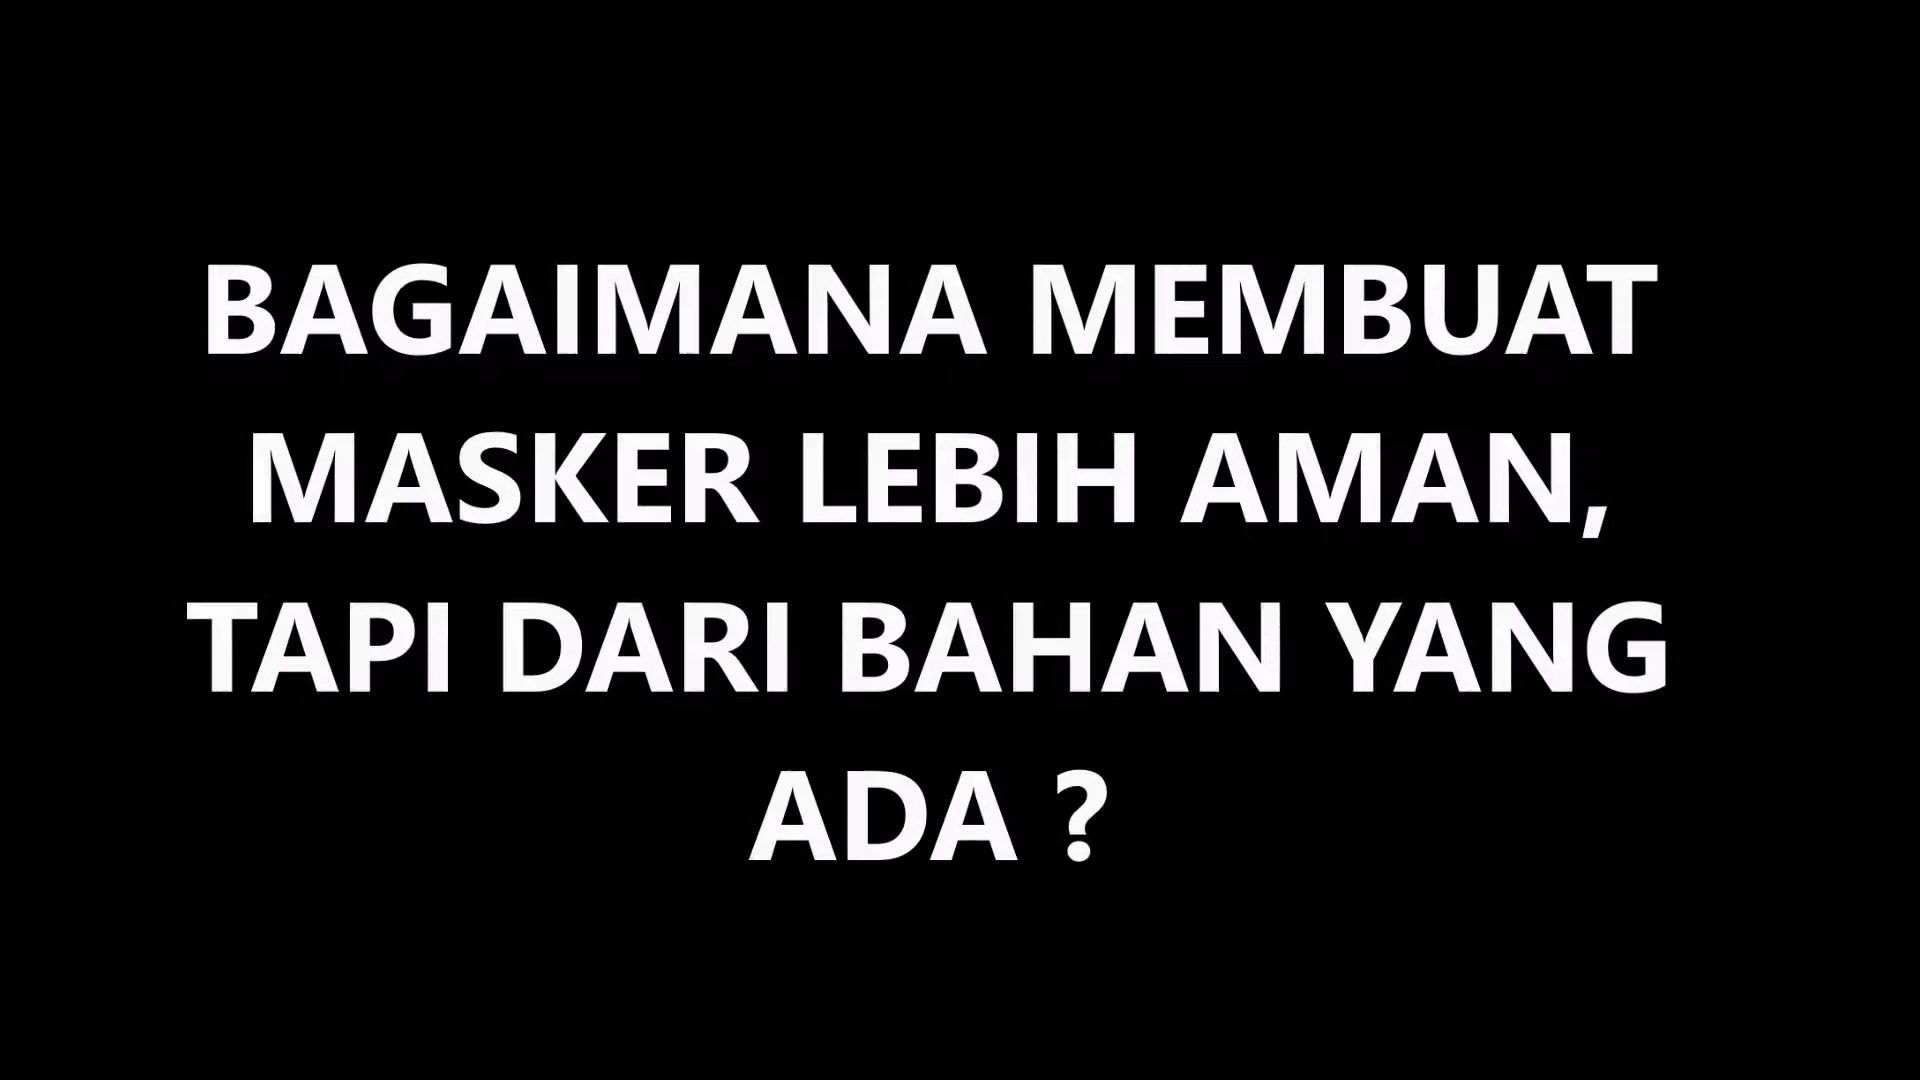 BAGAIMANA MEMBUAT
MASKER LEBIH AMAN,
TAPI DARI BAHAN YANG
ADA ?